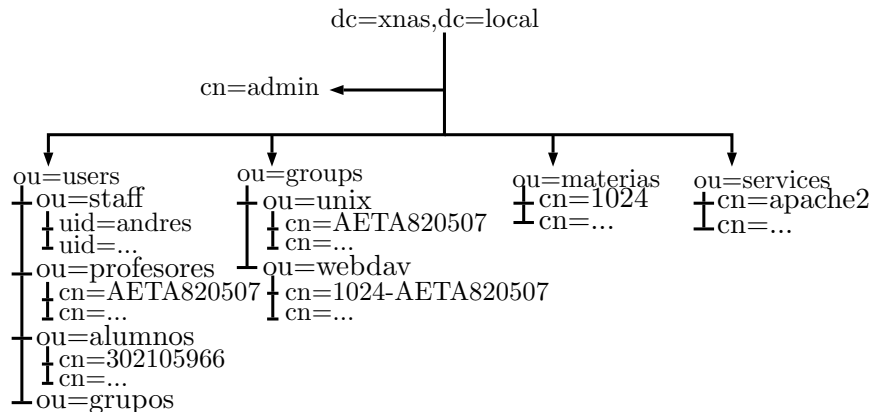 dc=xnas,dc=local
cn=admin
ou=users
ou=staff
uid=andres
uid=...
ou=profesores
cn=AETA820507
cn=...
ou=alumnos
cn=302105966
cn=...
ou=grupos
ou=groups
ou=unix
cn=AETA820507
cn=...
ou=webdav
cn=1024-AETA820507
cn=...
ou=materias
cn=1024
cn=...
ou=services
cn=apache2
cn=...